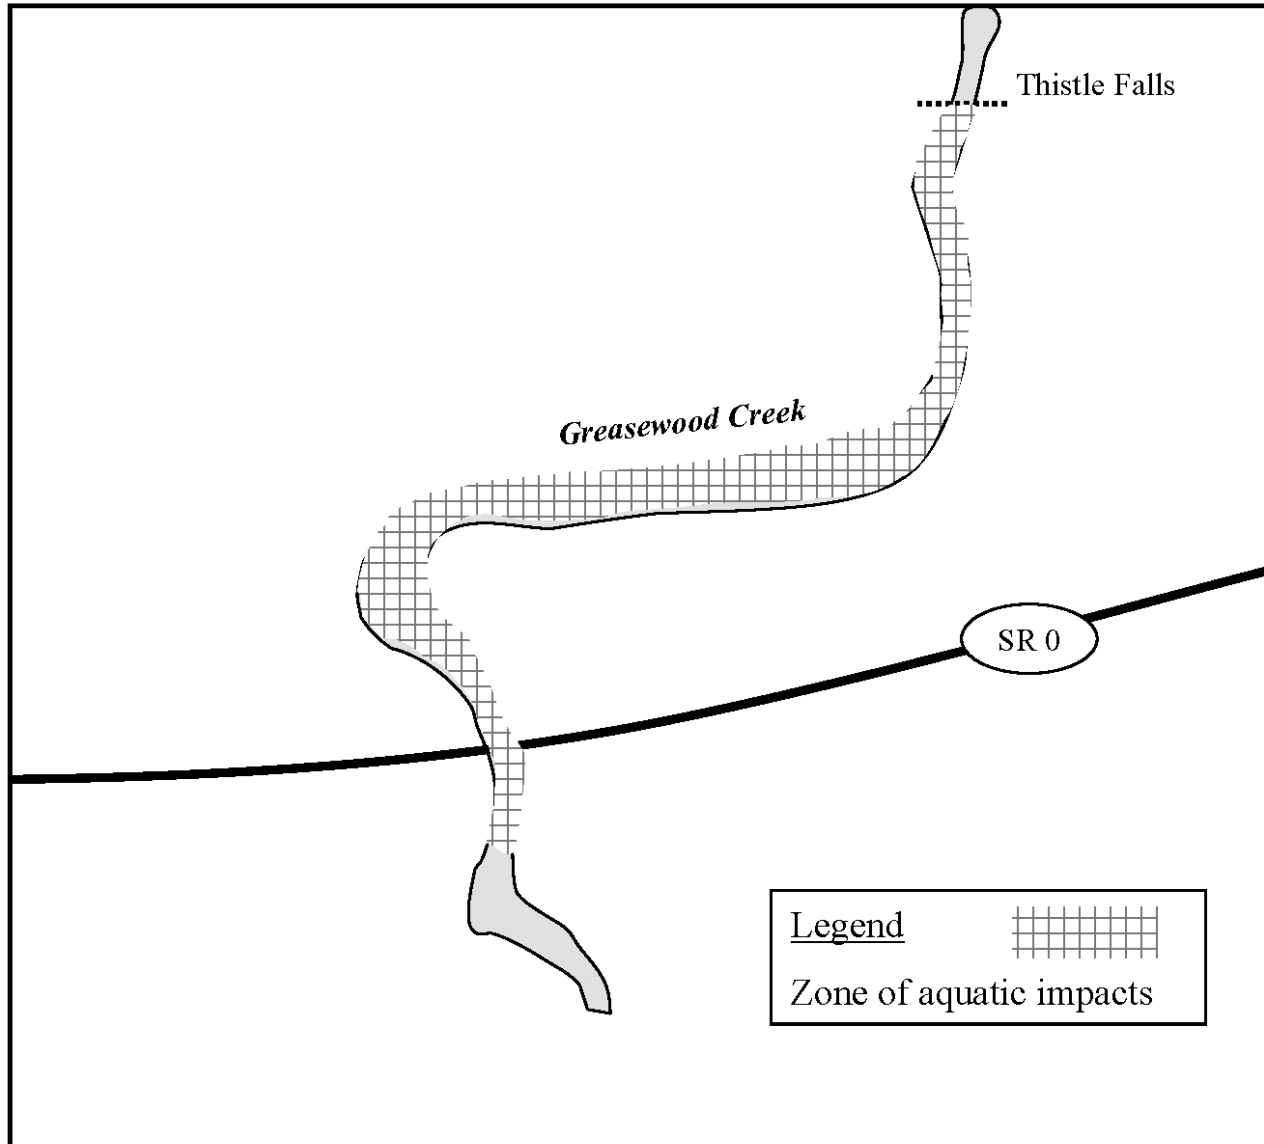 Thistle Falls
Greasewood Creek
SR 0
Legend
Zone of aquatic impacts